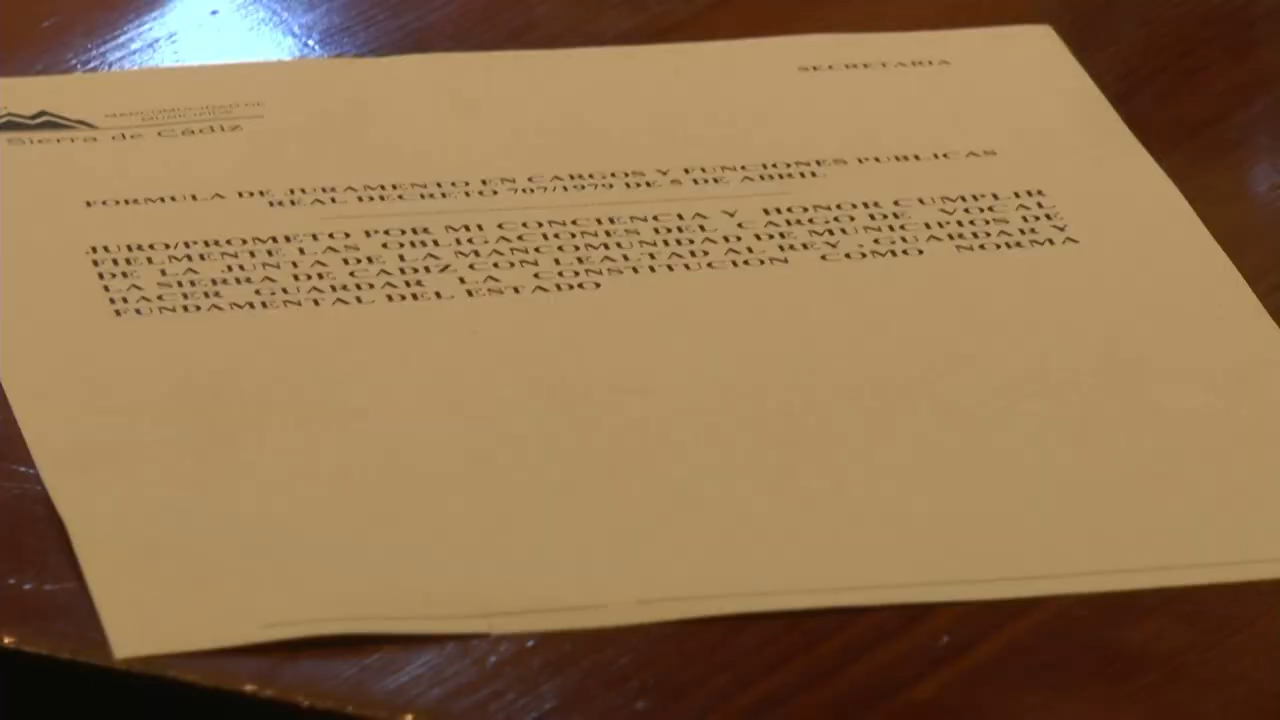 SECRETARIA
MANCOMUNIDAD DE
MUNICIPIOS
Sierra de Cádiz
FORMULA DE JURAMENTO EN CARGOS Y FUNCIONES PUBLICAS
REAL DECRETO 707/1979 DE 5 DE ABRIL
JURO/PROMETO POR MI CONCIENCIA Y HONOR CUMPLIR
FIELMENTE LAS OBLIGACIONES DEL CARGO DE VOCAL
DE LA JUNTA DE LA MANCOMUNIDAD DE MUNICIPIOS DE
LA SIERRA DE CADIZ CON LEALTAD AL REY , GUARDAR Y
HACER GUARDAR LA CONSTITUCION COMO NORMA
FUNDAMENTAL DEL ESTADO